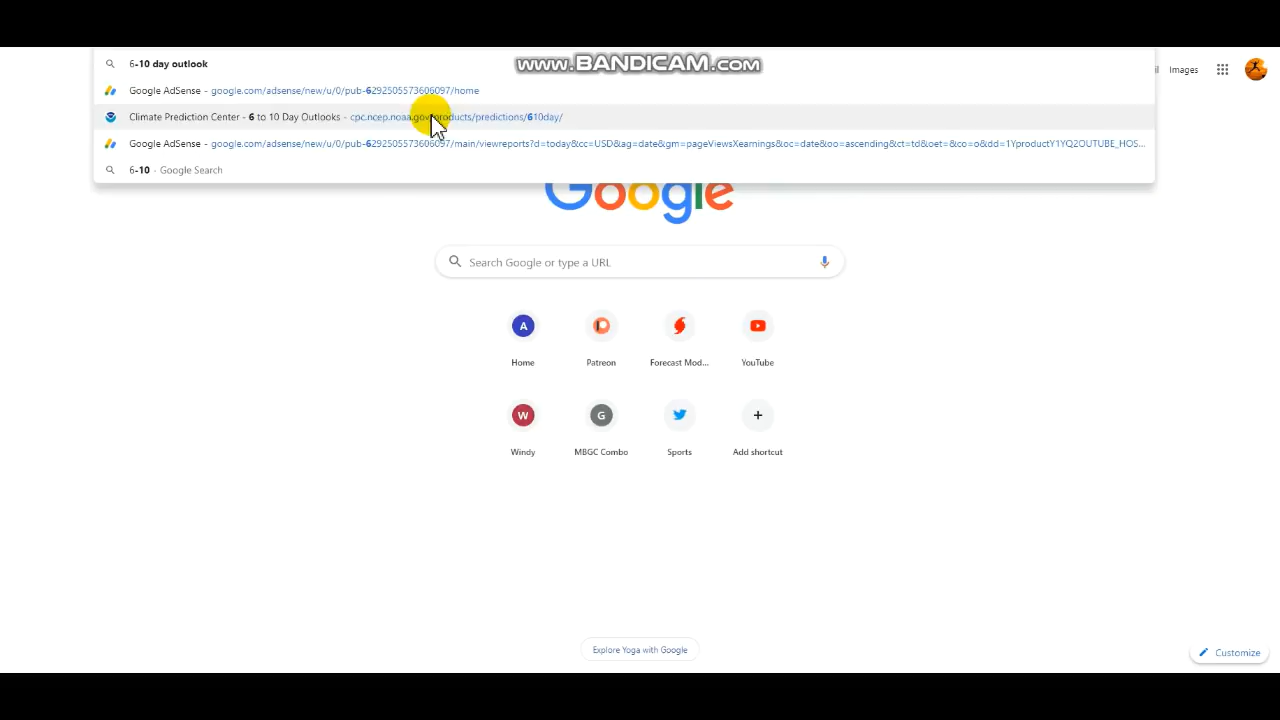 www.BANDICAM.com
6-10 day outlook
Google AdSense - google.com/adsense/new/u/0/pub-6292505573606097/home
Climate Prediction Center - 6 to 10 Day Outlooks - cpc.ncep.noaa.gov/products/predictions/610day/
Google AdSense - google.com/adsense/new/u/0/pub-6292505573606097/main/viewreports?d=today&cc=USD&ag=date&gm=pageViewsXearnings&oc=date&oo=ascending&ct=td&oet=&co=o&dd=1YproductY1YQ2OUTUBE_HOS...
6-10 - Google Search
Images
Google
Search Google or type a URL
A
Home
Patreon
Forecast Mod...
YouTube
W
Windy
G
MBGC Combo
Sports
Add shortcut
Explore Yoga with Google
Customize